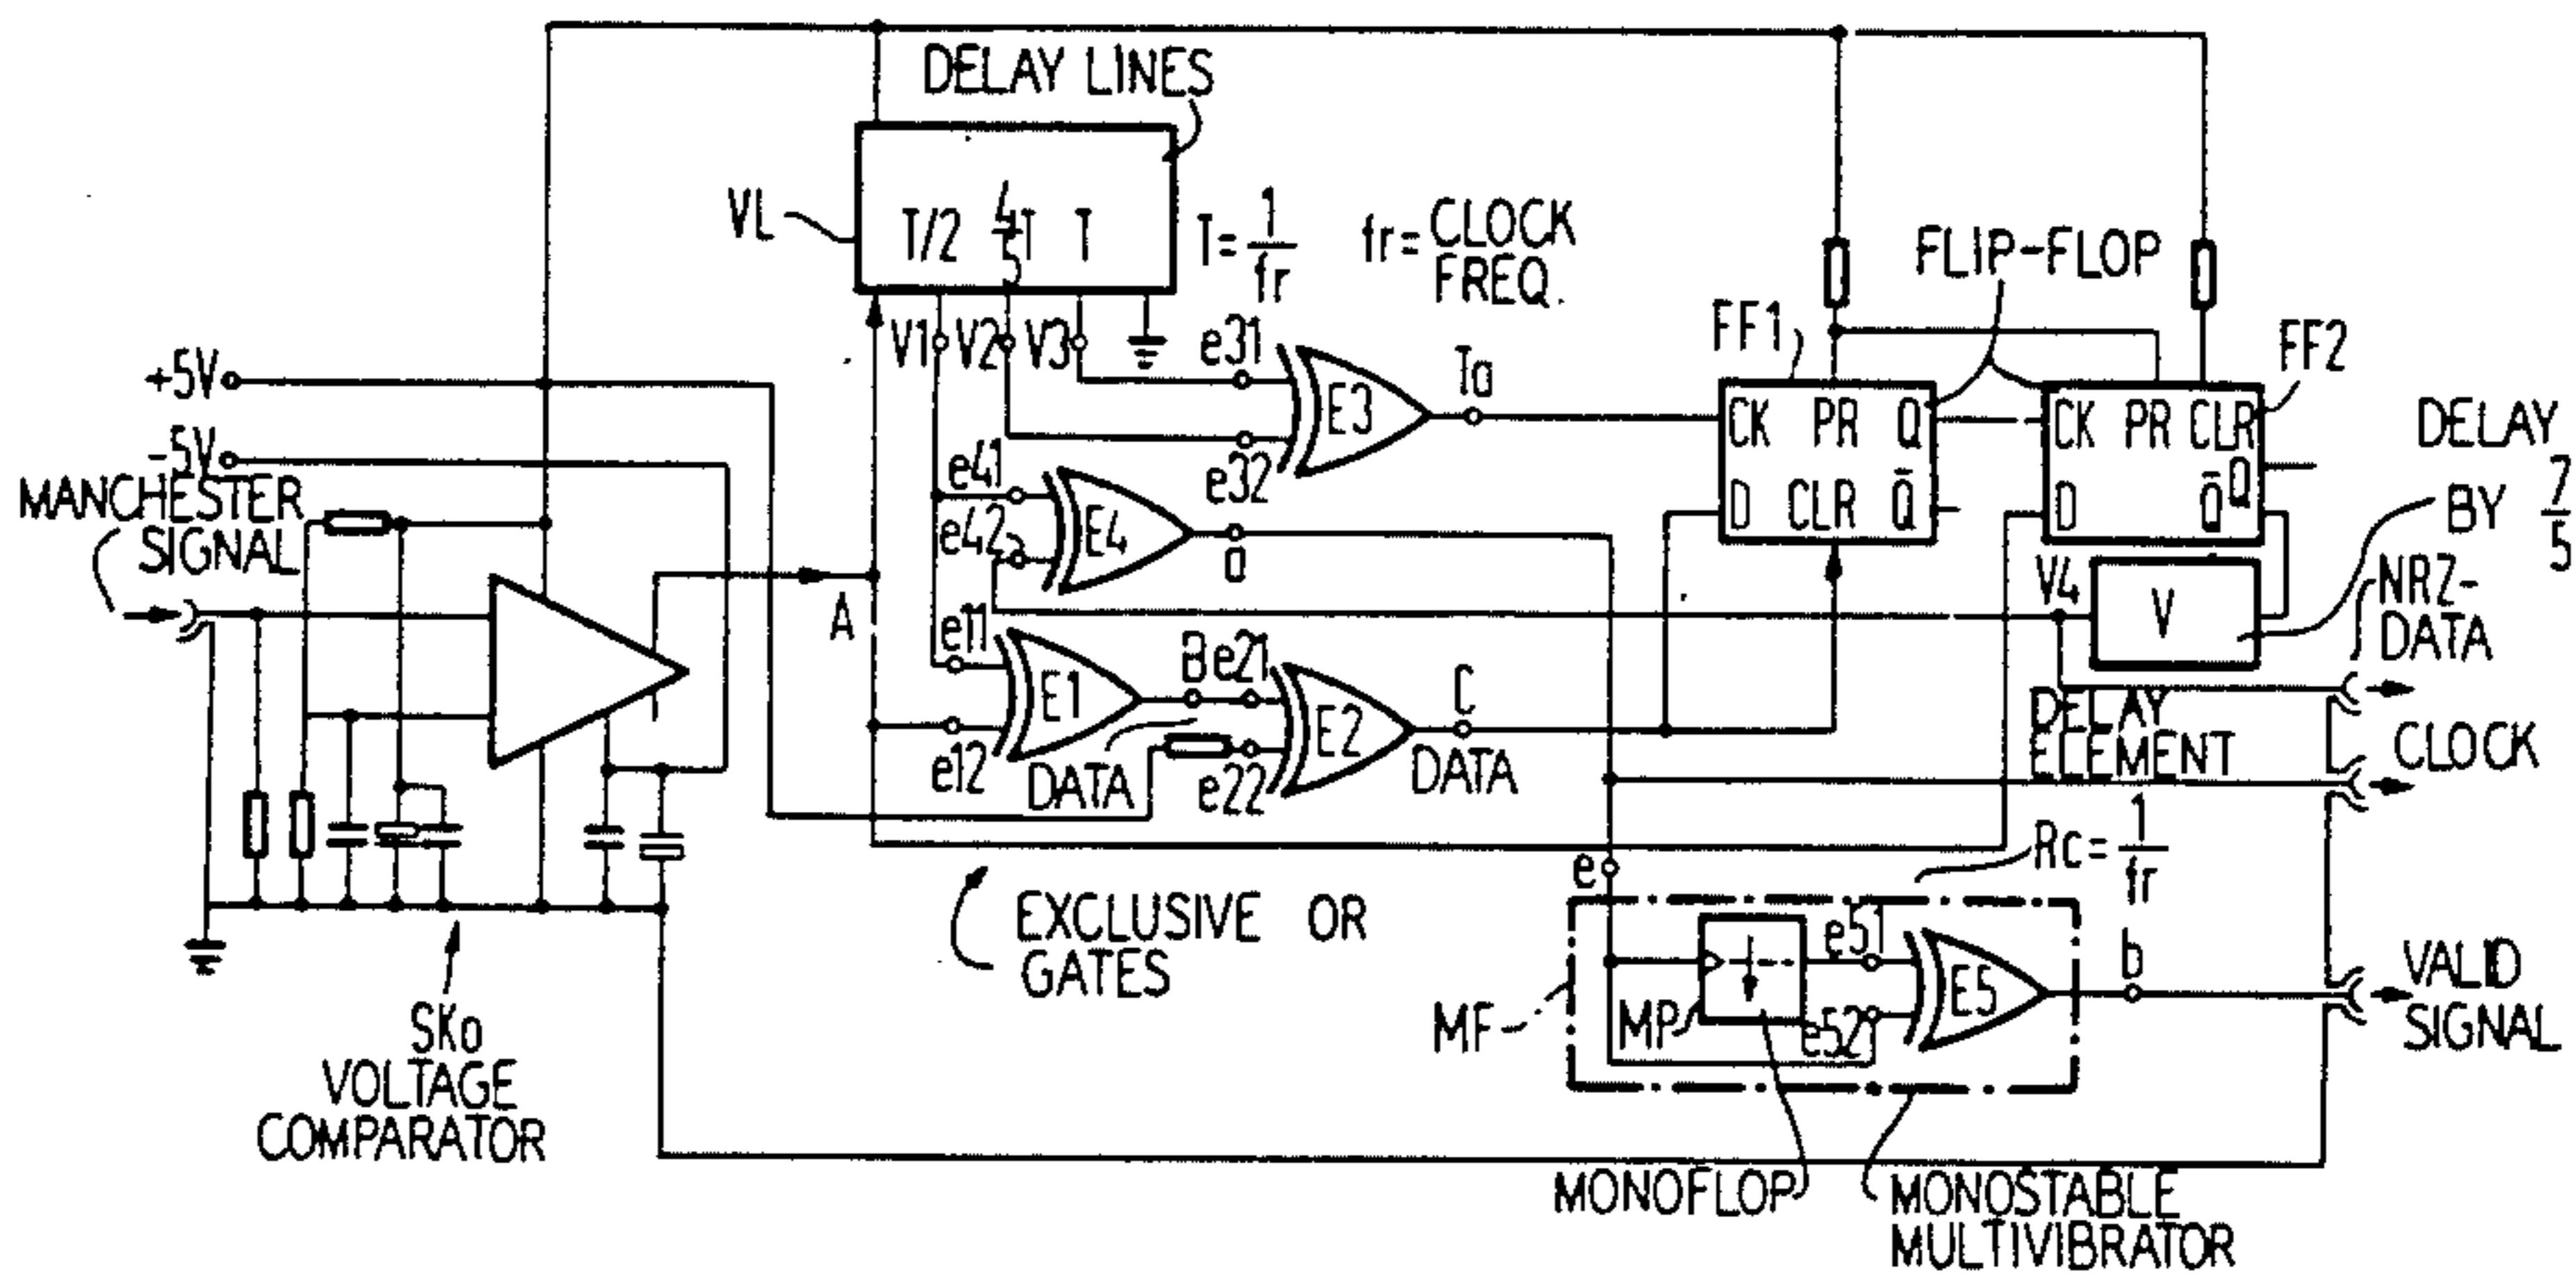 DELAY LINES
VL
T/2 4/5T T
T=1/fr
fr=CLOCK
FREQ.
V1 V2 V3
+5V
-5V
MANCHESTER
SIGNAL
A
e31
e32
E3
Ta
e41
e42
E4
a
e11
e12
E1
B e21
e22
E2
C
DATA
DATA
FLIP-FLOP
FF1
CK PR Q
D CLR Q̄
FF2
CK PR CLR
Q
D Q̄
DELAY
BY 7/5
V4
V
NRZ-
DATA
DELAY
ELEMENT
CLOCK
Rc=1/fr
e
EXCLUSIVE OR
GATES
SKo
VOLTAGE
COMPARATOR
MF
MP
e51
e52
E5
b
VALID
SIGNAL
MONOFLOP
MONOSTABLE
MULTIVIBRATOR